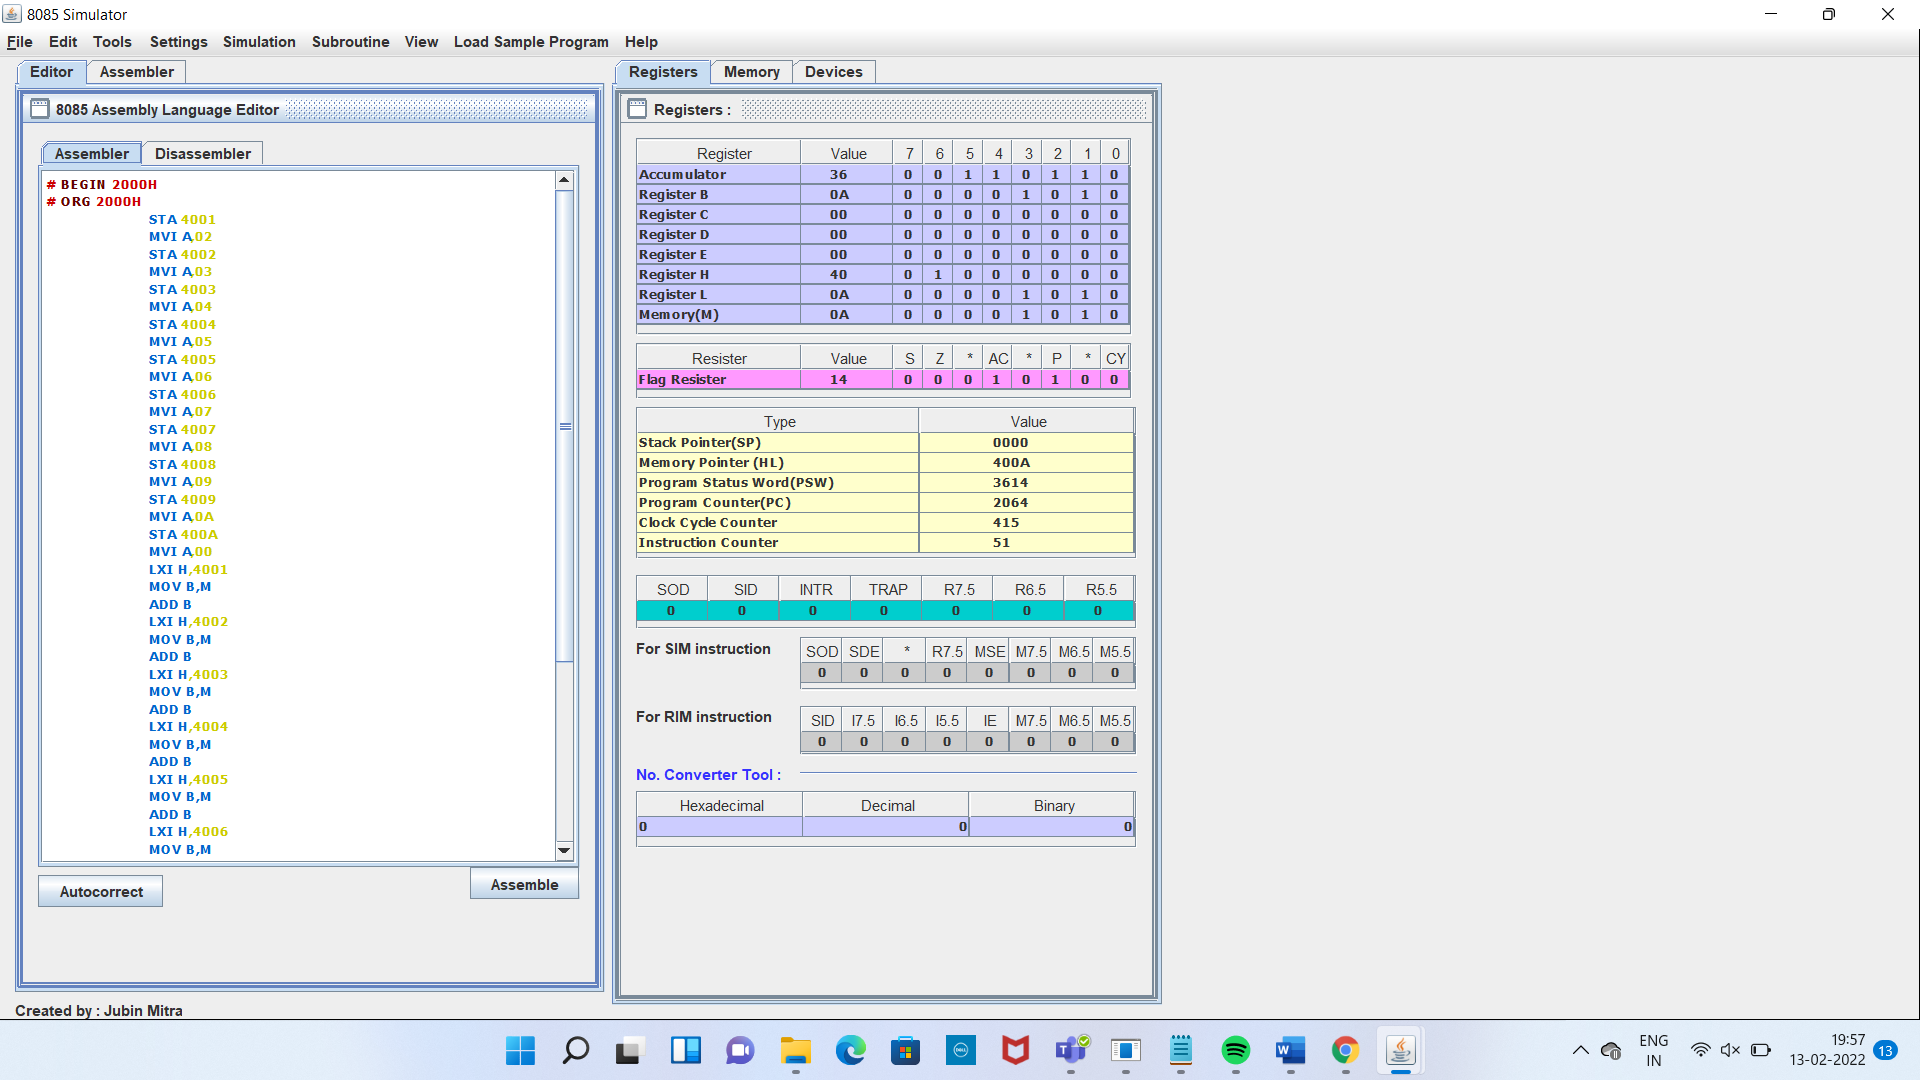 8085 Simulator
File Edit Tools Settings Simulation Subroutine View Load Sample Program Help
Editor Assembler
8085 Assembly Language Editor
Assembler Disassembler
# BEGIN 2000H
# ORG 2000H
STA 4001
MVI A,02
STA 4002
MVI A,03
STA 4003
MVI A,04
STA 4004
MVI A,05
STA 4005
MVI A,06
STA 4006
MVI A,07
STA 4007
MVI A,08
STA 4008
MVI A,09
STA 4009
MVI A,0A
STA 400A
MVI A,00
LXI H,4001
MOV B,M
ADD B
LXI H,4002
MOV B,M
ADD B
LXI H,4003
MOV B,M
ADD B
LXI H,4004
MOV B,M
ADD B
LXI H,4005
MOV B,M
ADD B
LXI H,4006
MOV B,M
Autocorrect
Assemble
Created by : Jubin Mitra
Registers Memory Devices
Registers :
Register Value 7 6 5 4 3 2 1 0
Accumulator 36 0 0 1 1 0 1 1 0
Register B 0A 0 0 0 0 1 0 1 0
Register C 00 0 0 0 0 0 0 0 0
Register D 00 0 0 0 0 0 0 0 0
Register E 00 0 0 0 0 0 0 0 0
Register H 40 0 1 0 0 0 0 0 0
Register L 0A 0 0 0 0 1 0 1 0
Memory(M) 0A 0 0 0 0 1 0 1 0
Resister Value S Z * AC * P * CY
Flag Resister 14 0 0 0 1 0 1 0 0
Type Value
Stack Pointer(SP) 0000
Memory Pointer (HL) 400A
Program Status Word(PSW) 3614
Program Counter(PC) 2064
Clock Cycle Counter 415
Instruction Counter 51
SOD SID INTR TRAP R7.5 R6.5 R5.5
0 0 0 0 0 0 0
For SIM instruction
SOD SDE * R7.5 MSE M7.5 M6.5 M5.5
0 0 0 0 0 0 0 0
For RIM instruction
SID I7.5 I6.5 I5.5 IE M7.5 M6.5 M5.5
0 0 0 0 0 0 0 0
No. Converter Tool :
Hexadecimal Decimal Binary
0 0 0
ENG
IN
19:57
13-02-2022
13